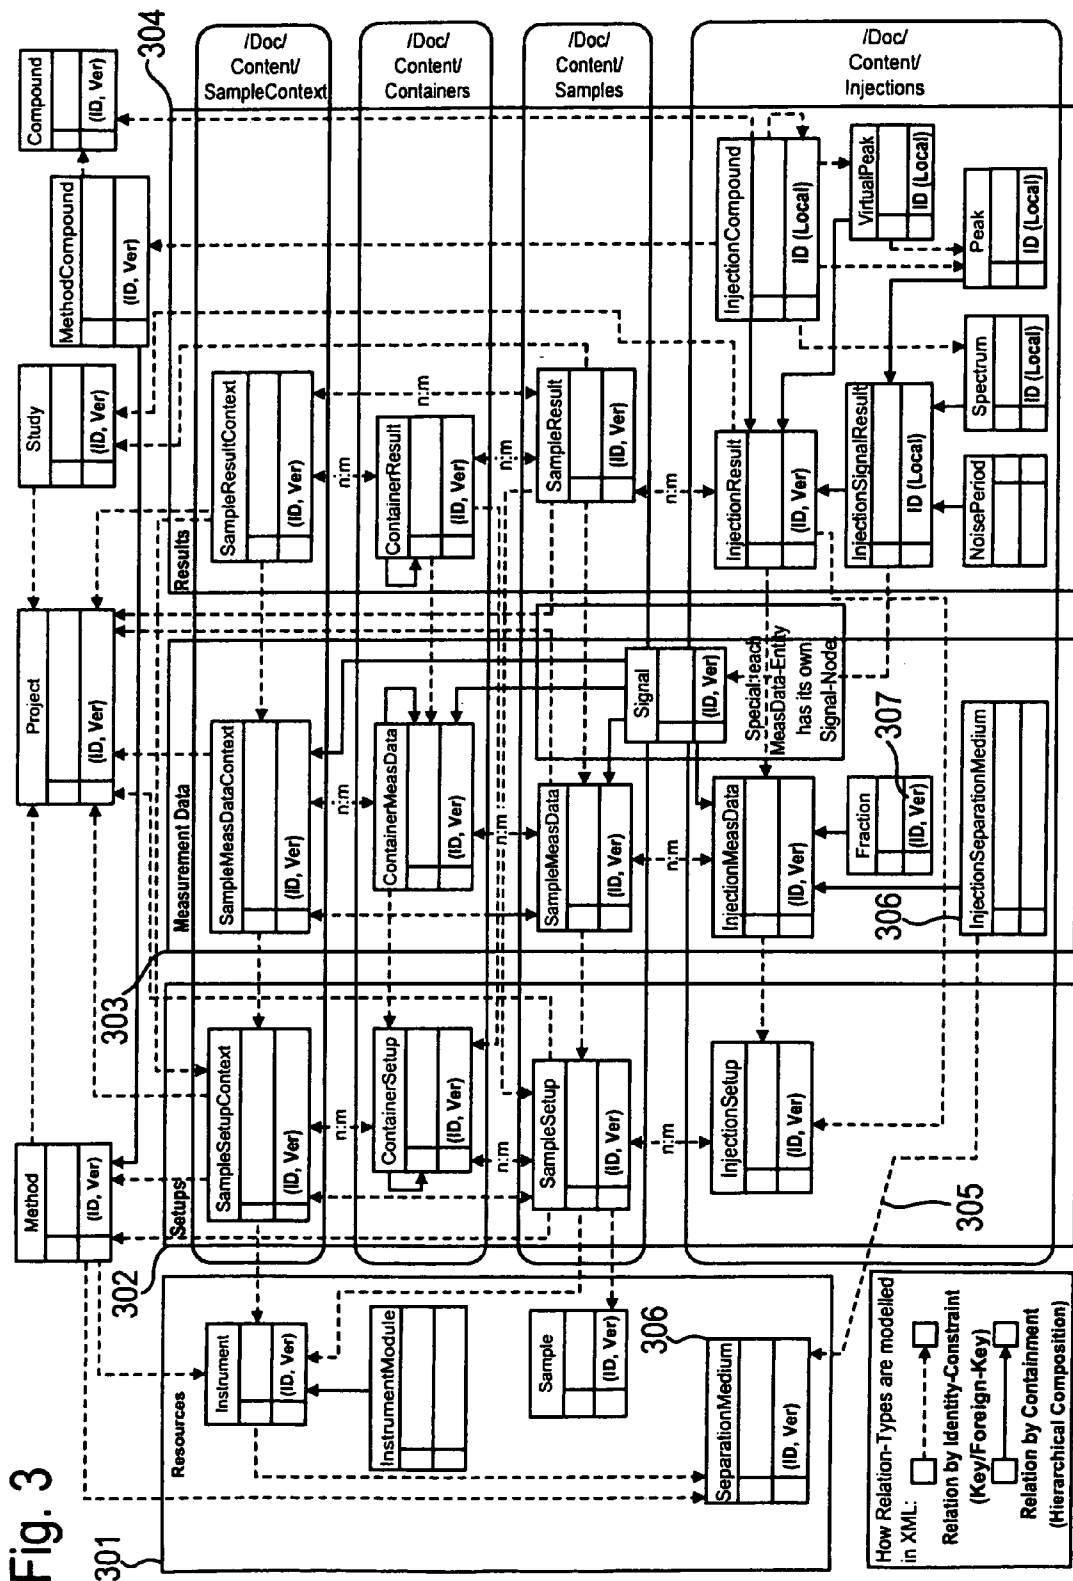 Fig. 3
301
Resources
Instrument
(ID, Ver)
InstrumentModule
Sample
(ID, Ver)
306
SeparationMedium
(ID, Ver)
How Relation-Types are modelled
in XML:
Relation by Identity-Constraint
(Key/Foreign-Key)
Relation by Containment
(Hierarchical Composition)
Method
(ID, Ver)
302
Setups
SampleSetupContext
(ID, Ver)
n:m
ContainerSetup
(ID, Ver)
n:m
SampleSetup
(ID, Ver)
n:m
InjectionSetup
(ID, Ver)
305
303
Project
(ID, Ver)
Measurement Data
SampleMeasDataContext
(ID, Ver)
n:m
ContainerMeasData
(ID, Ver)
n:m
SampleMeasData
(ID, Ver)
n:m
Signal
(ID, Ver)
Special:each
MeasData-Entity
has its own
Signal-Node.
InjectionMeasData
(ID, Ver)
Fraction
(ID, Ver)
307
306
InjectionSeparationMedium
Study
(ID, Ver)
MethodCompound
(ID, Ver)
Compound
(ID, Ver)
304
Results
SampleResultContext
(ID, Ver)
n:m
n:m
ContainerResult
(ID, Ver)
n:m
SampleResult
(ID, Ver)
n:m
InjectionResult
(ID, Ver)
InjectionSignalResult
ID (Local)
NoisePeriod
Spectrum
ID (Local)
InjectionCompound
ID (Local)
VirtualPeak
ID (Local)
Peak
ID (Local)
/Doc/
Content/
SampleContext
/Doc/
Content/
Containers
/Doc/
Content/
Samples
/Doc/
Content/
Injections